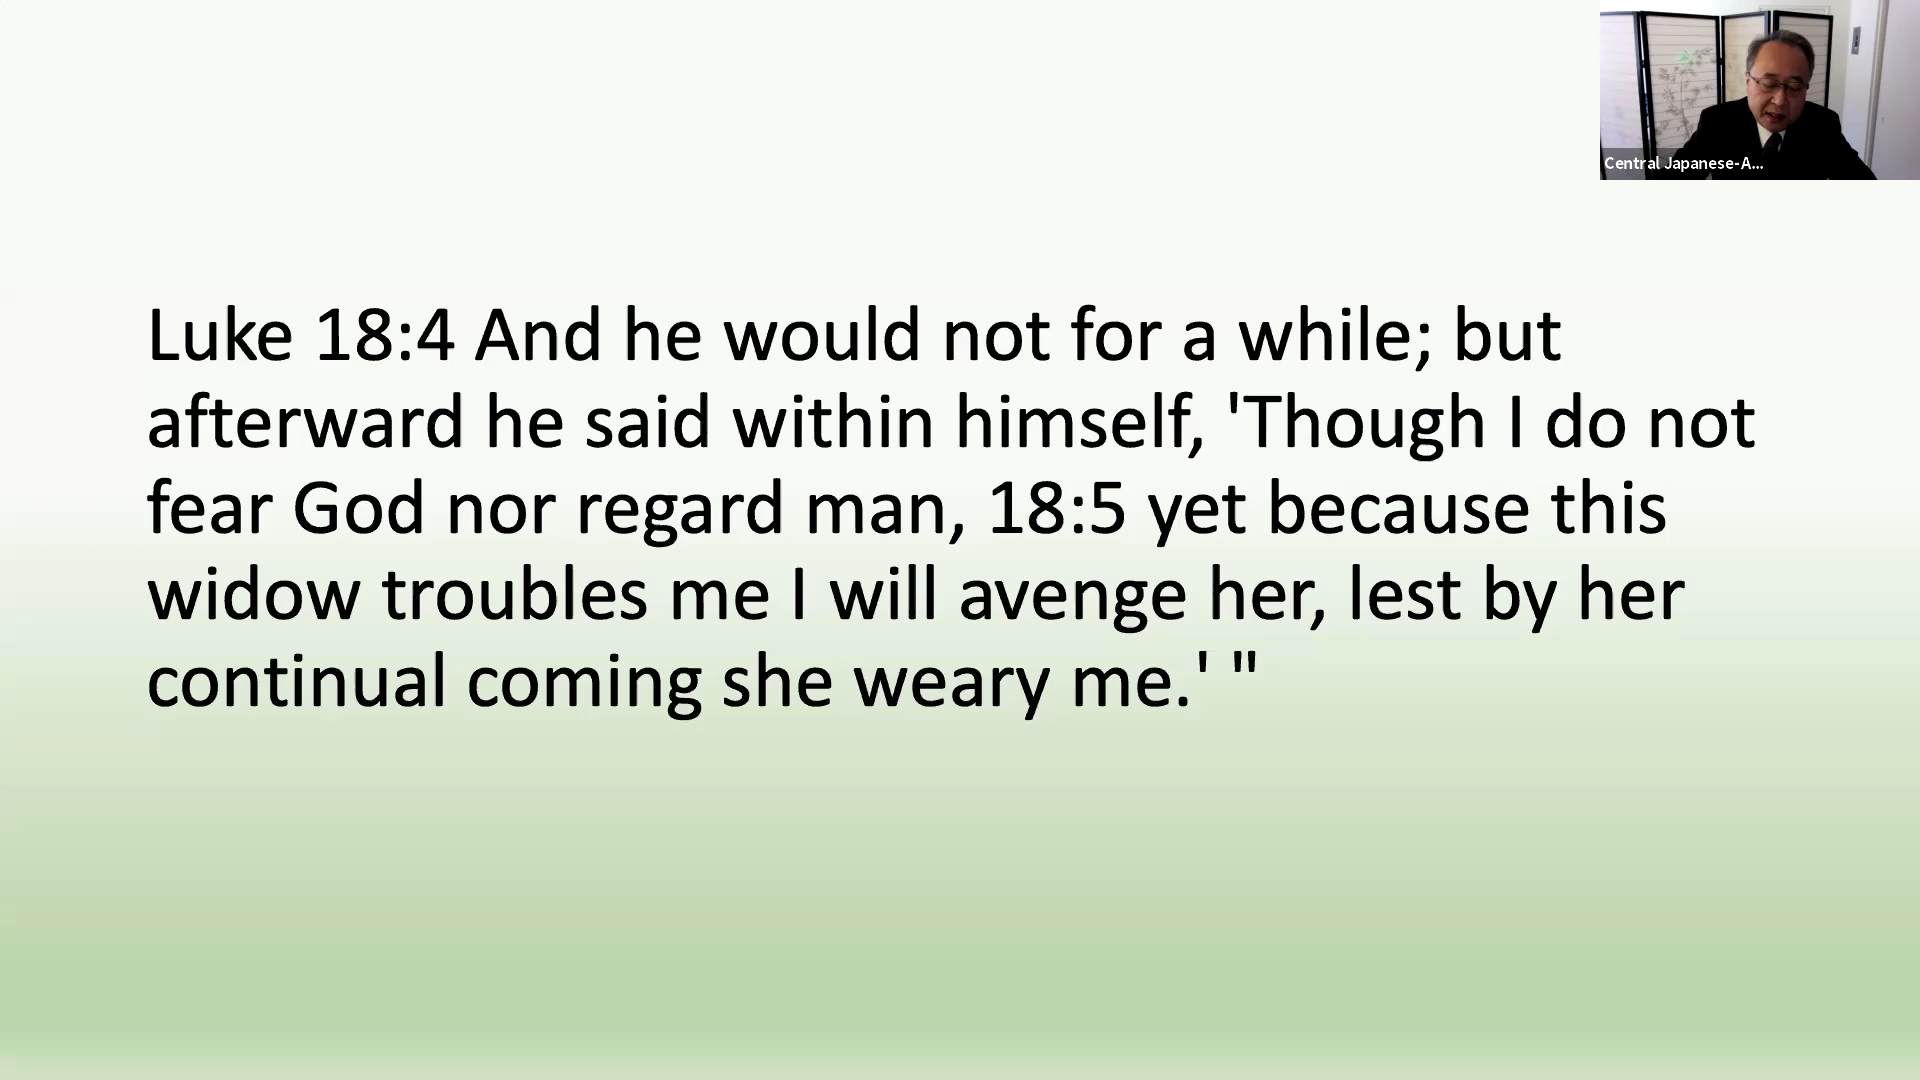 Central Japanese-A...
Luke 18:4 And he would not for a while; but
afterward he said within himself, 'Though I do not
fear God nor regard man, 18:5 yet because this
widow troubles me I will avenge her, lest by her
continual coming she weary me.' "